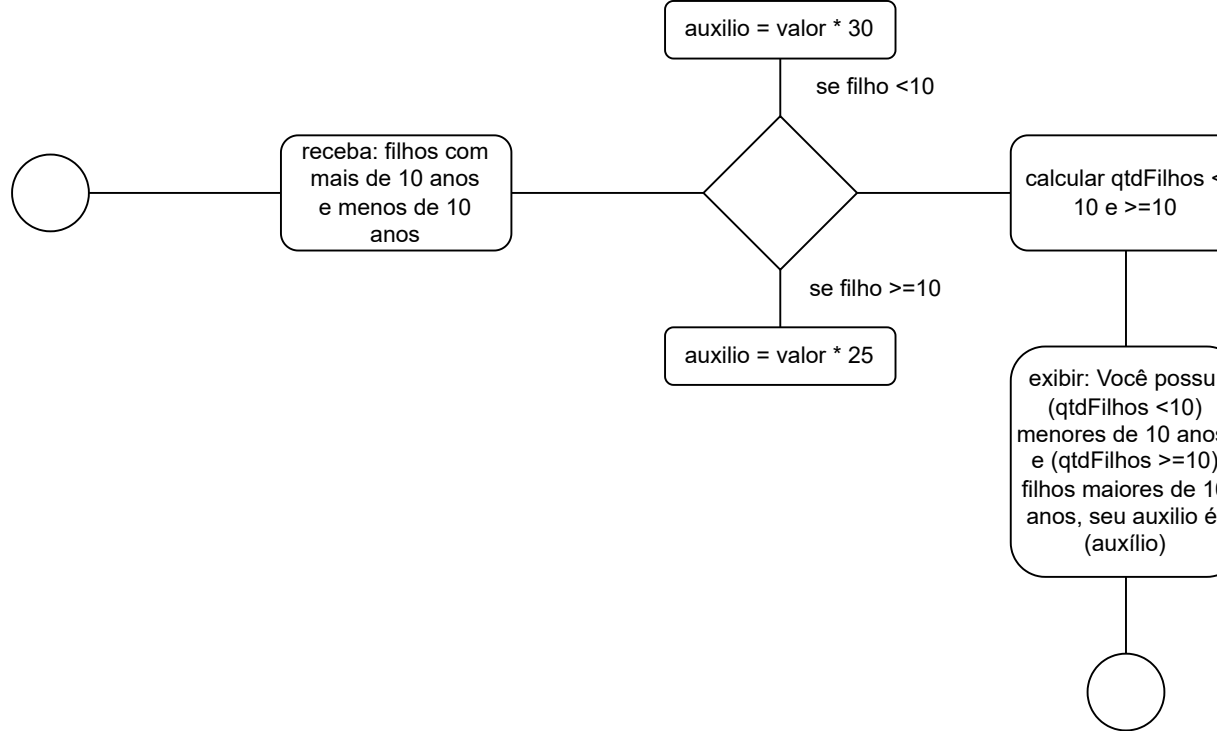 auxilio = valor * 30
se filho <10
receba: filhos com
mais de 10 anos
e menos de 10
anos
calcular qtdFilhos <
10 e >=10
se filho >=10
auxilio = valor * 25
exibir: Você possu
(qtdFilhos <10)
menores de 10 anos
e (qtdFilhos >=10)
filhos maiores de 10
anos, seu auxilio é
(auxílio)